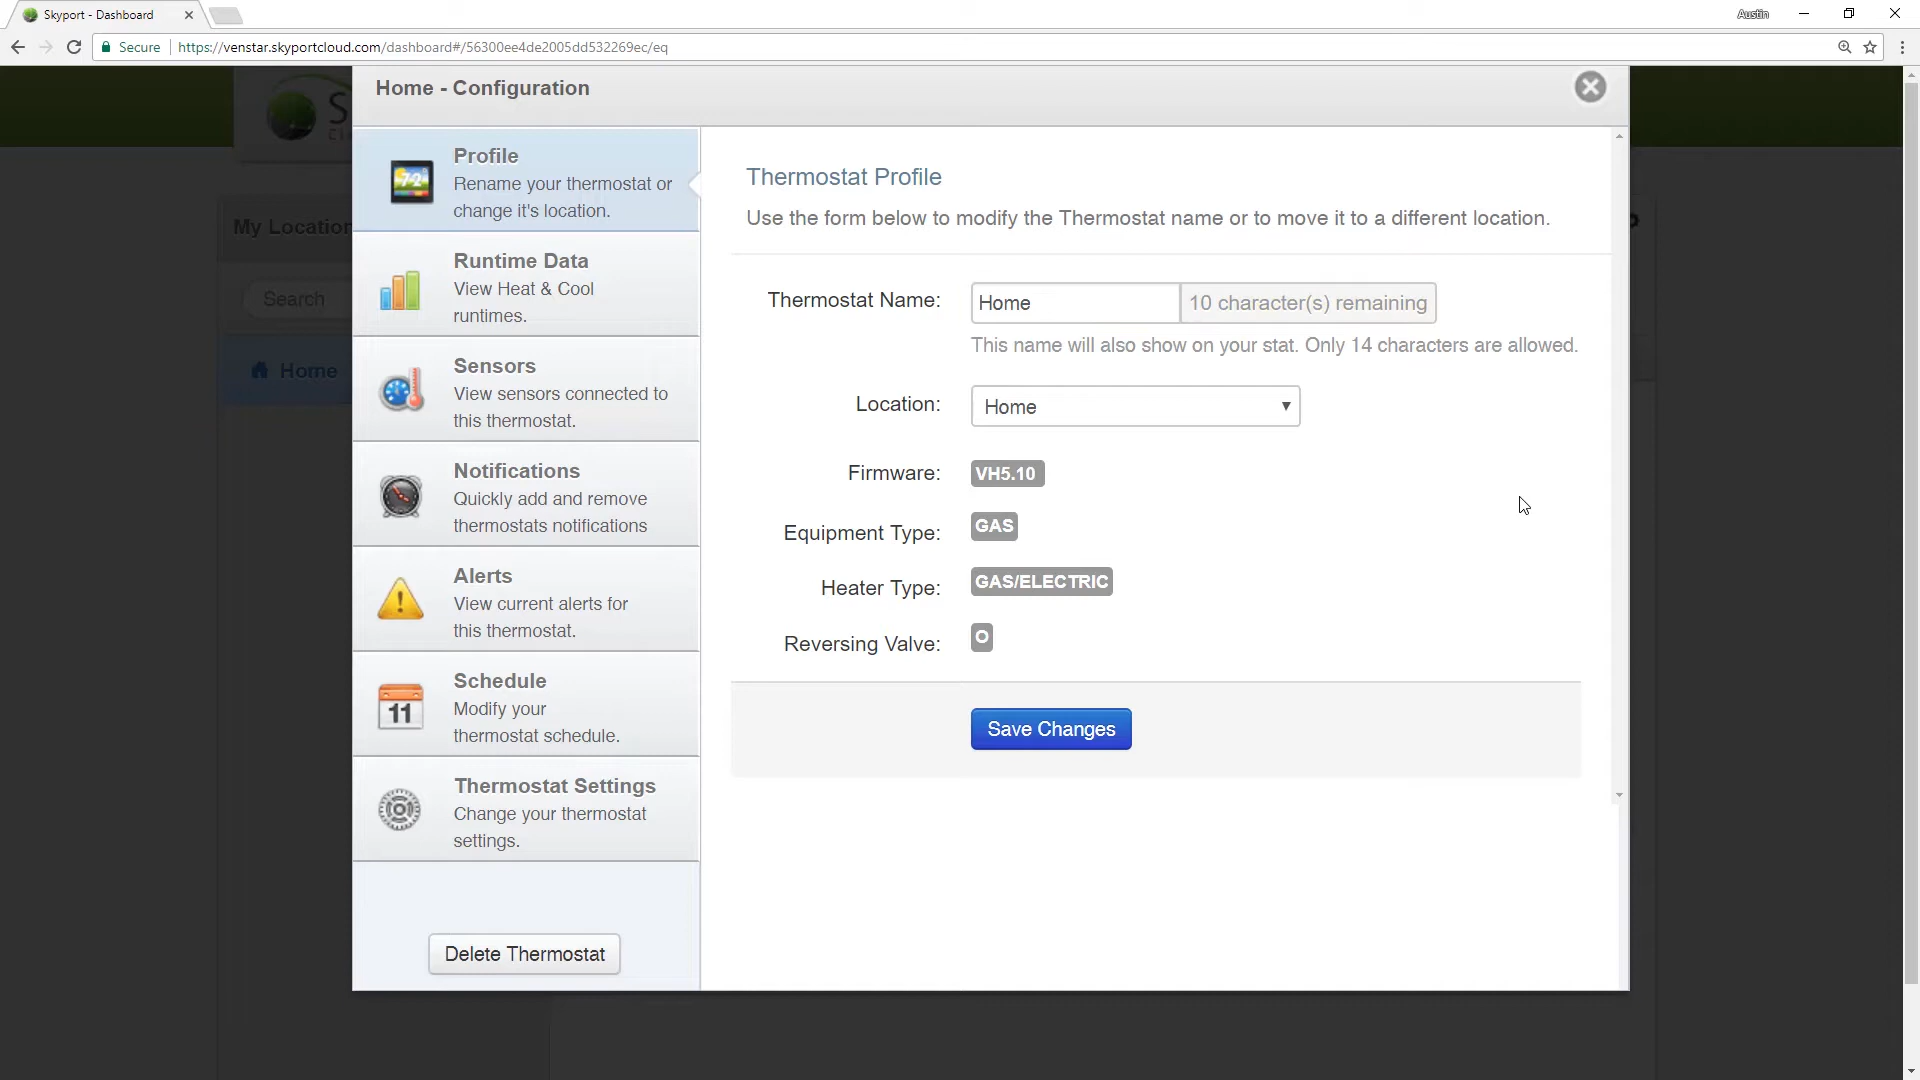 Skyport - Dashboard
Austin
Secure
https://venstar.skyportcloud.com/dashboard#/56300ee4de2005dd532269ec/eq
Home - Configuration
My Location
Search
Home
Profile
Rename your thermostat or
change it's location.
Runtime Data
View Heat & Cool
runtimes.
Sensors
View sensors connected to
this thermostat.
Notifications
Quickly add and remove
thermostats notifications
Alerts
View current alerts for
this thermostat.
11
Schedule
Modify your
thermostat schedule.
Thermostat Settings
Change your thermostat
settings.
Delete Thermostat
Thermostat Profile
Use the form below to modify the Thermostat name or to move it to a different location.
Thermostat Name: Home 10 character(s) remaining
This name will also show on your stat. Only 14 characters are allowed.
Location: Home
Firmware: VH5.10
Equipment Type: GAS
Heater Type: GAS/ELECTRIC
Reversing Valve: O
Save Changes